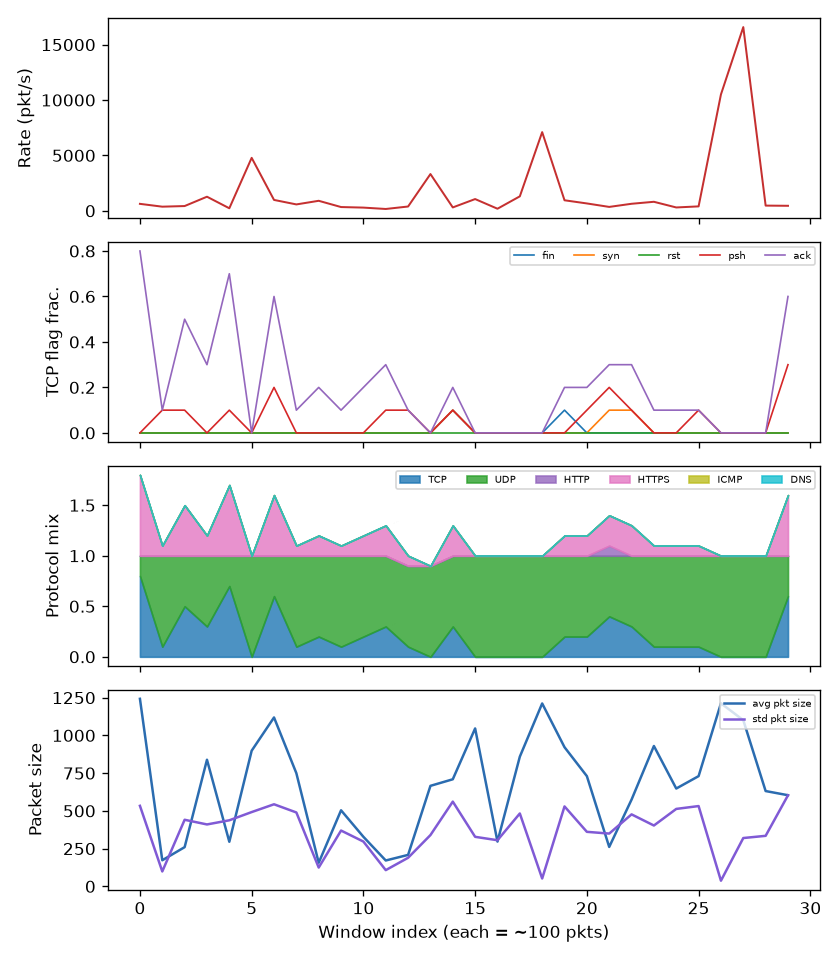 Rate (pkt/s)
15000
10000
5000
0
TCP flag frac.
0.8
0.6
0.4
0.2
0.0
fin syn rst psh ack
Protocol mix
1.5
1.0
0.5
0.0
TCP UDP HTTP HTTPS ICMP DNS
Packet size
1250
1000
750
500
250
0
avg pkt size
std pkt size
0 5 10 15 20 25 30
Window index (each = ~100 pkts)